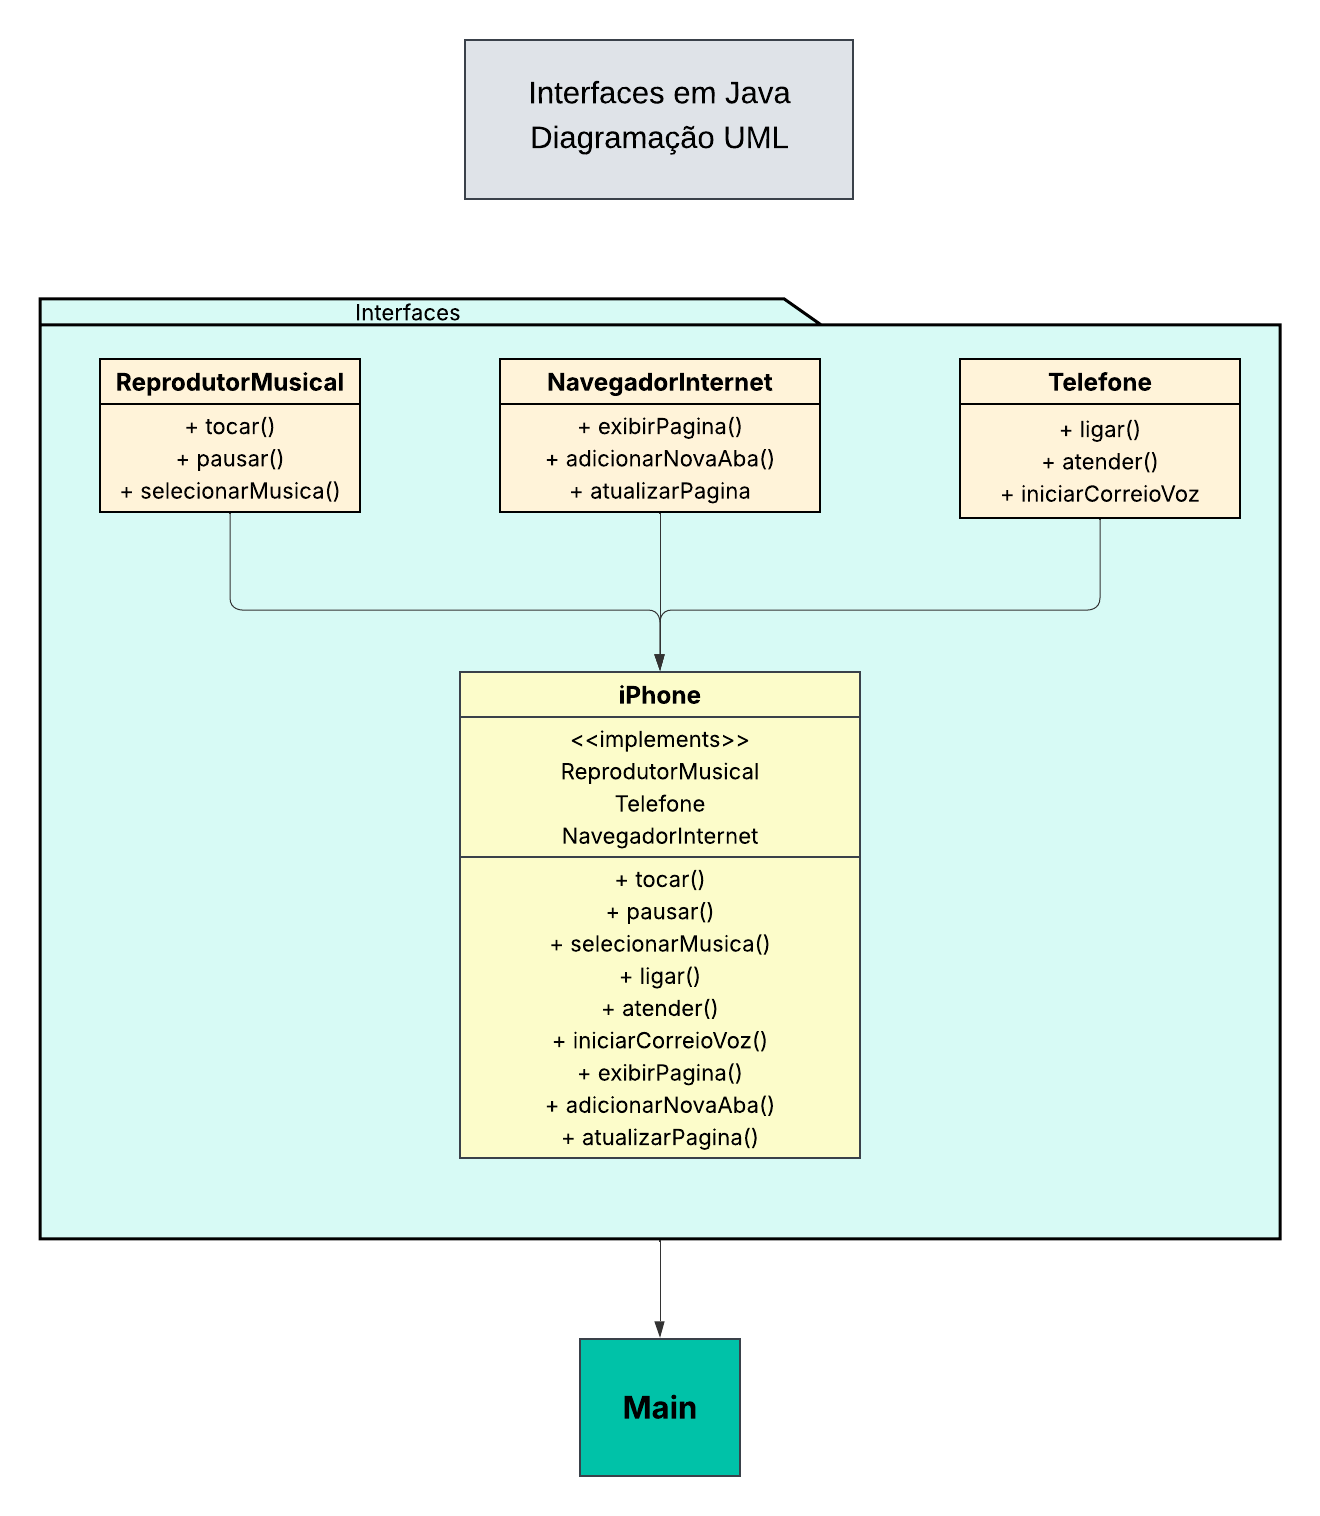 Interfaces em Java
Diagramação UML
Interfaces
ReprodutorMusical
+ tocar()
+ pausar()
+ selecionarMusica()
NavegadorInternet
+ exibirPagina()
+ adicionarNovaAba()
+ atualizarPagina
Telefone
+ ligar()
+ atender()
+ iniciarCorreioVoz
iPhone
<<implements>>
ReprodutorMusical
Telefone
NavegadorInternet
+ tocar()
+ pausar()
+ selecionarMusica()
+ ligar()
+ atender()
+ iniciarCorreioVoz()
+ exibirPagina()
+ adicionarNovaAba()
+ atualizarPagina()
Main